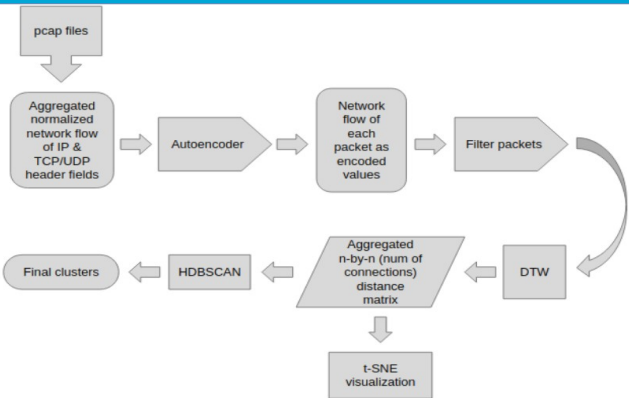 pcap files
Aggregated
normalized
network flow
of IP &
TCP/UDP
header fields
Autoencoder
Network
flow of
each
packet as
encoded
values
Filter packets
DTW
Aggregated
n-by-n (num of
connections)
distance
matrix
HDBSCAN
Final clusters
t-SNE
visualization